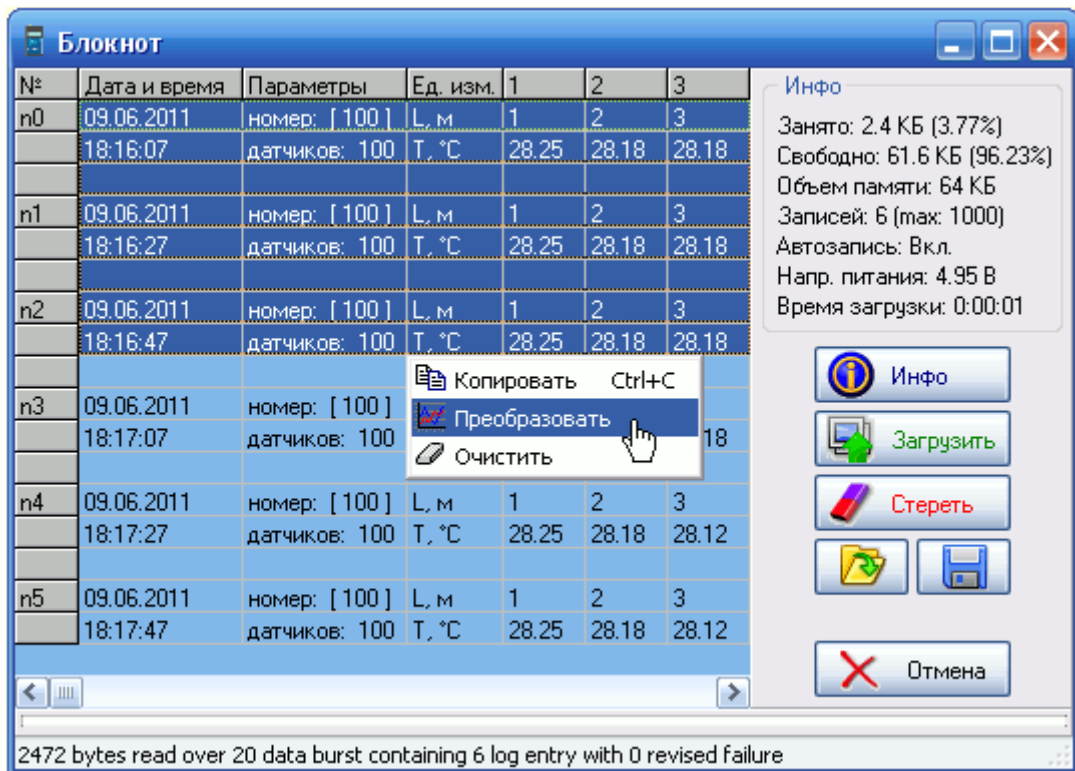 Блокнот
№ Дата и время Параметры Ед. изм. 1 2 3
n0 09.06.2011 номер: [ 100 ] L, м 1 2 3
18:16:07 датчиков: 100 T, °C 28.25 28.18 28.18
n1 09.06.2011 номер: [ 100 ] L, м 1 2 3
18:16:27 датчиков: 100 T, °C 28.25 28.18 28.18
n2 09.06.2011 номер: [ 100 ] L, м 1 2 3
18:16:47 датчиков: 100 T, °C 28.25 28.18 28.18
n3 09.06.2011 номер: [ 100 ]
18:17:07 датчиков: 100 18
n4 09.06.2011 номер: [ 100 ] L, м 1 2 3
18:17:27 датчиков: 100 T, °C 28.25 28.18 28.12
n5 09.06.2011 номер: [ 100 ] L, м 1 2 3
18:17:47 датчиков: 100 T, °C 28.25 28.18 28.12
Копировать Ctrl+C
Преобразовать
Очистить
Инфо
Занято: 2.4 КБ (3.77%)
Свободно: 61.6 КБ (96.23%)
Объем памяти: 64 КБ
Записей: 6 (max: 1000)
Автозапись: Вкл.
Напр. питания: 4.95 В
Время загрузки: 0:00:01
Инфо
Загрузить
Стереть
Отмена
2472 bytes read over 20 data burst containing 6 log entry with 0 revised failure